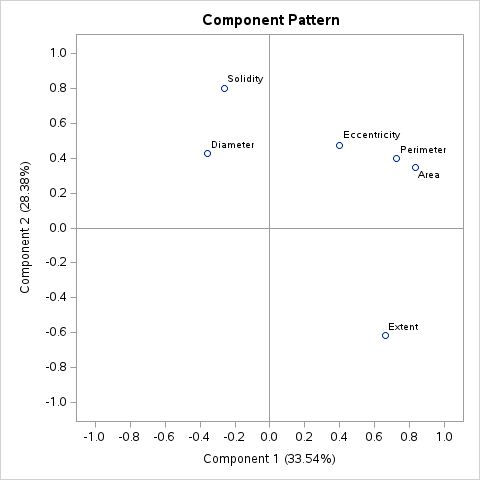 Component Pattern
1.0
0.8
0.6
0.4
0.2
0.0
-0.2
-0.4
-0.6
-0.8
-1.0
Component 2 (28.38%)
Solidity
Diameter
Eccentricity
Perimeter
Area
Extent
-1.0 -0.8 -0.6 -0.4 -0.2 0.0 0.2 0.4 0.6 0.8 1.0
Component 1 (33.54%)